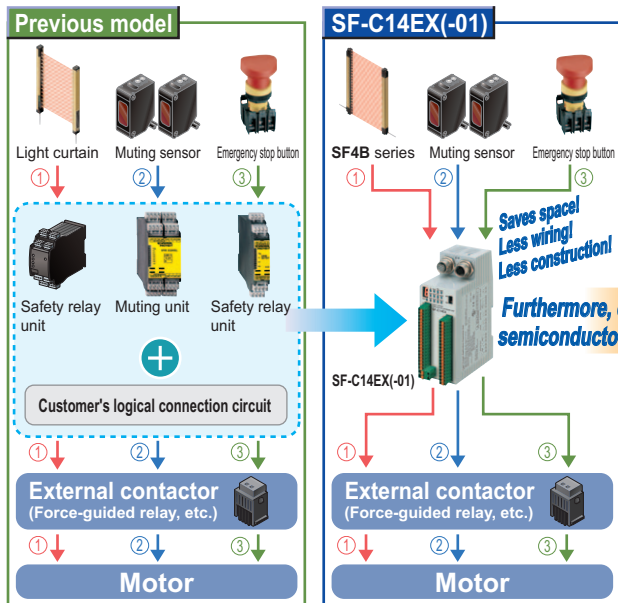 Previous model
Light curtain
Muting sensor
Emergency stop button
① ② ③
Safety relay
unit
Muting unit
Safety relay
unit
Customer's logical connection circuit
① ② ③
External contactor
(Force-guided relay, etc.)
① ② ③
Motor
SF-C14EX(-01)
SF4B series
Muting sensor
Emergency stop button
① ② ③
Saves space!
Less wiring!
Less construction!
Furthermore,
SF-C14EX(-01)
① ② ③
External contactor
(Force-guided relay, etc.)
① ② ③
Motor